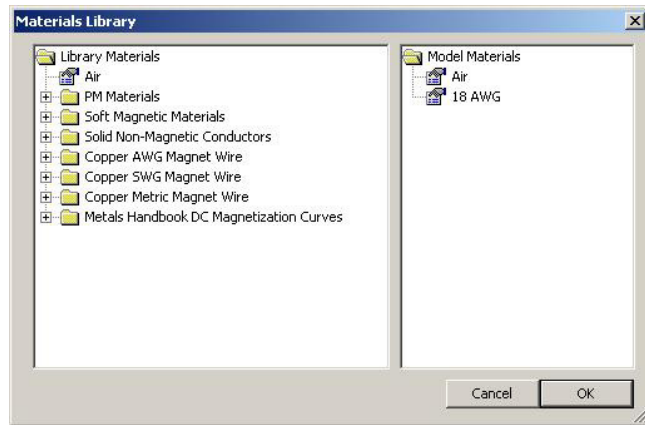 Materials Library
Library Materials
Air
PM Materials
Soft Magnetic Materials
Solid Non-Magnetic Conductors
Copper AWG Magnet Wire
Copper SWG Magnet Wire
Copper Metric Magnet Wire
Metals Handbook DC Magnetization Curves
Model Materials
Air
18 AWG
Cancel
OK